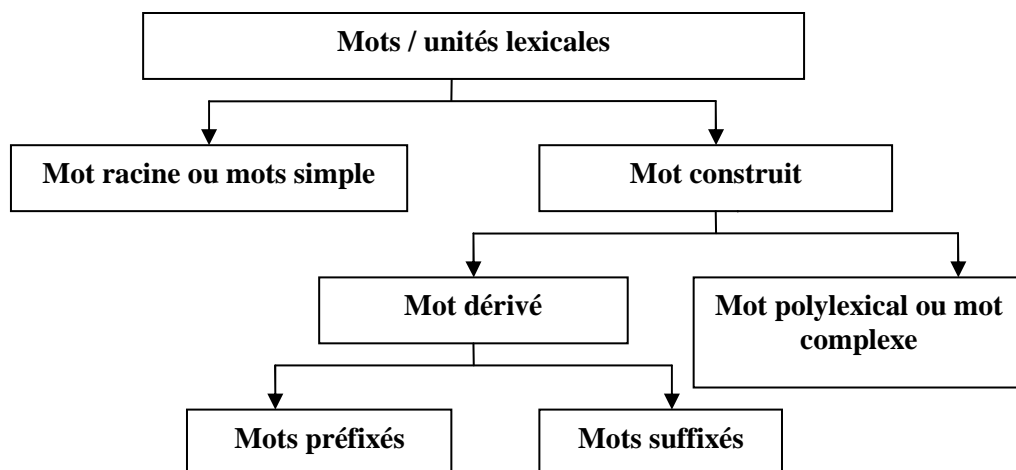 Mots / unités lexicales
Mot racine ou mots simple
Mot construit
Mot dérivé
Mot polylexical ou mot
complexe
Mots préfixés
Mots suffixés